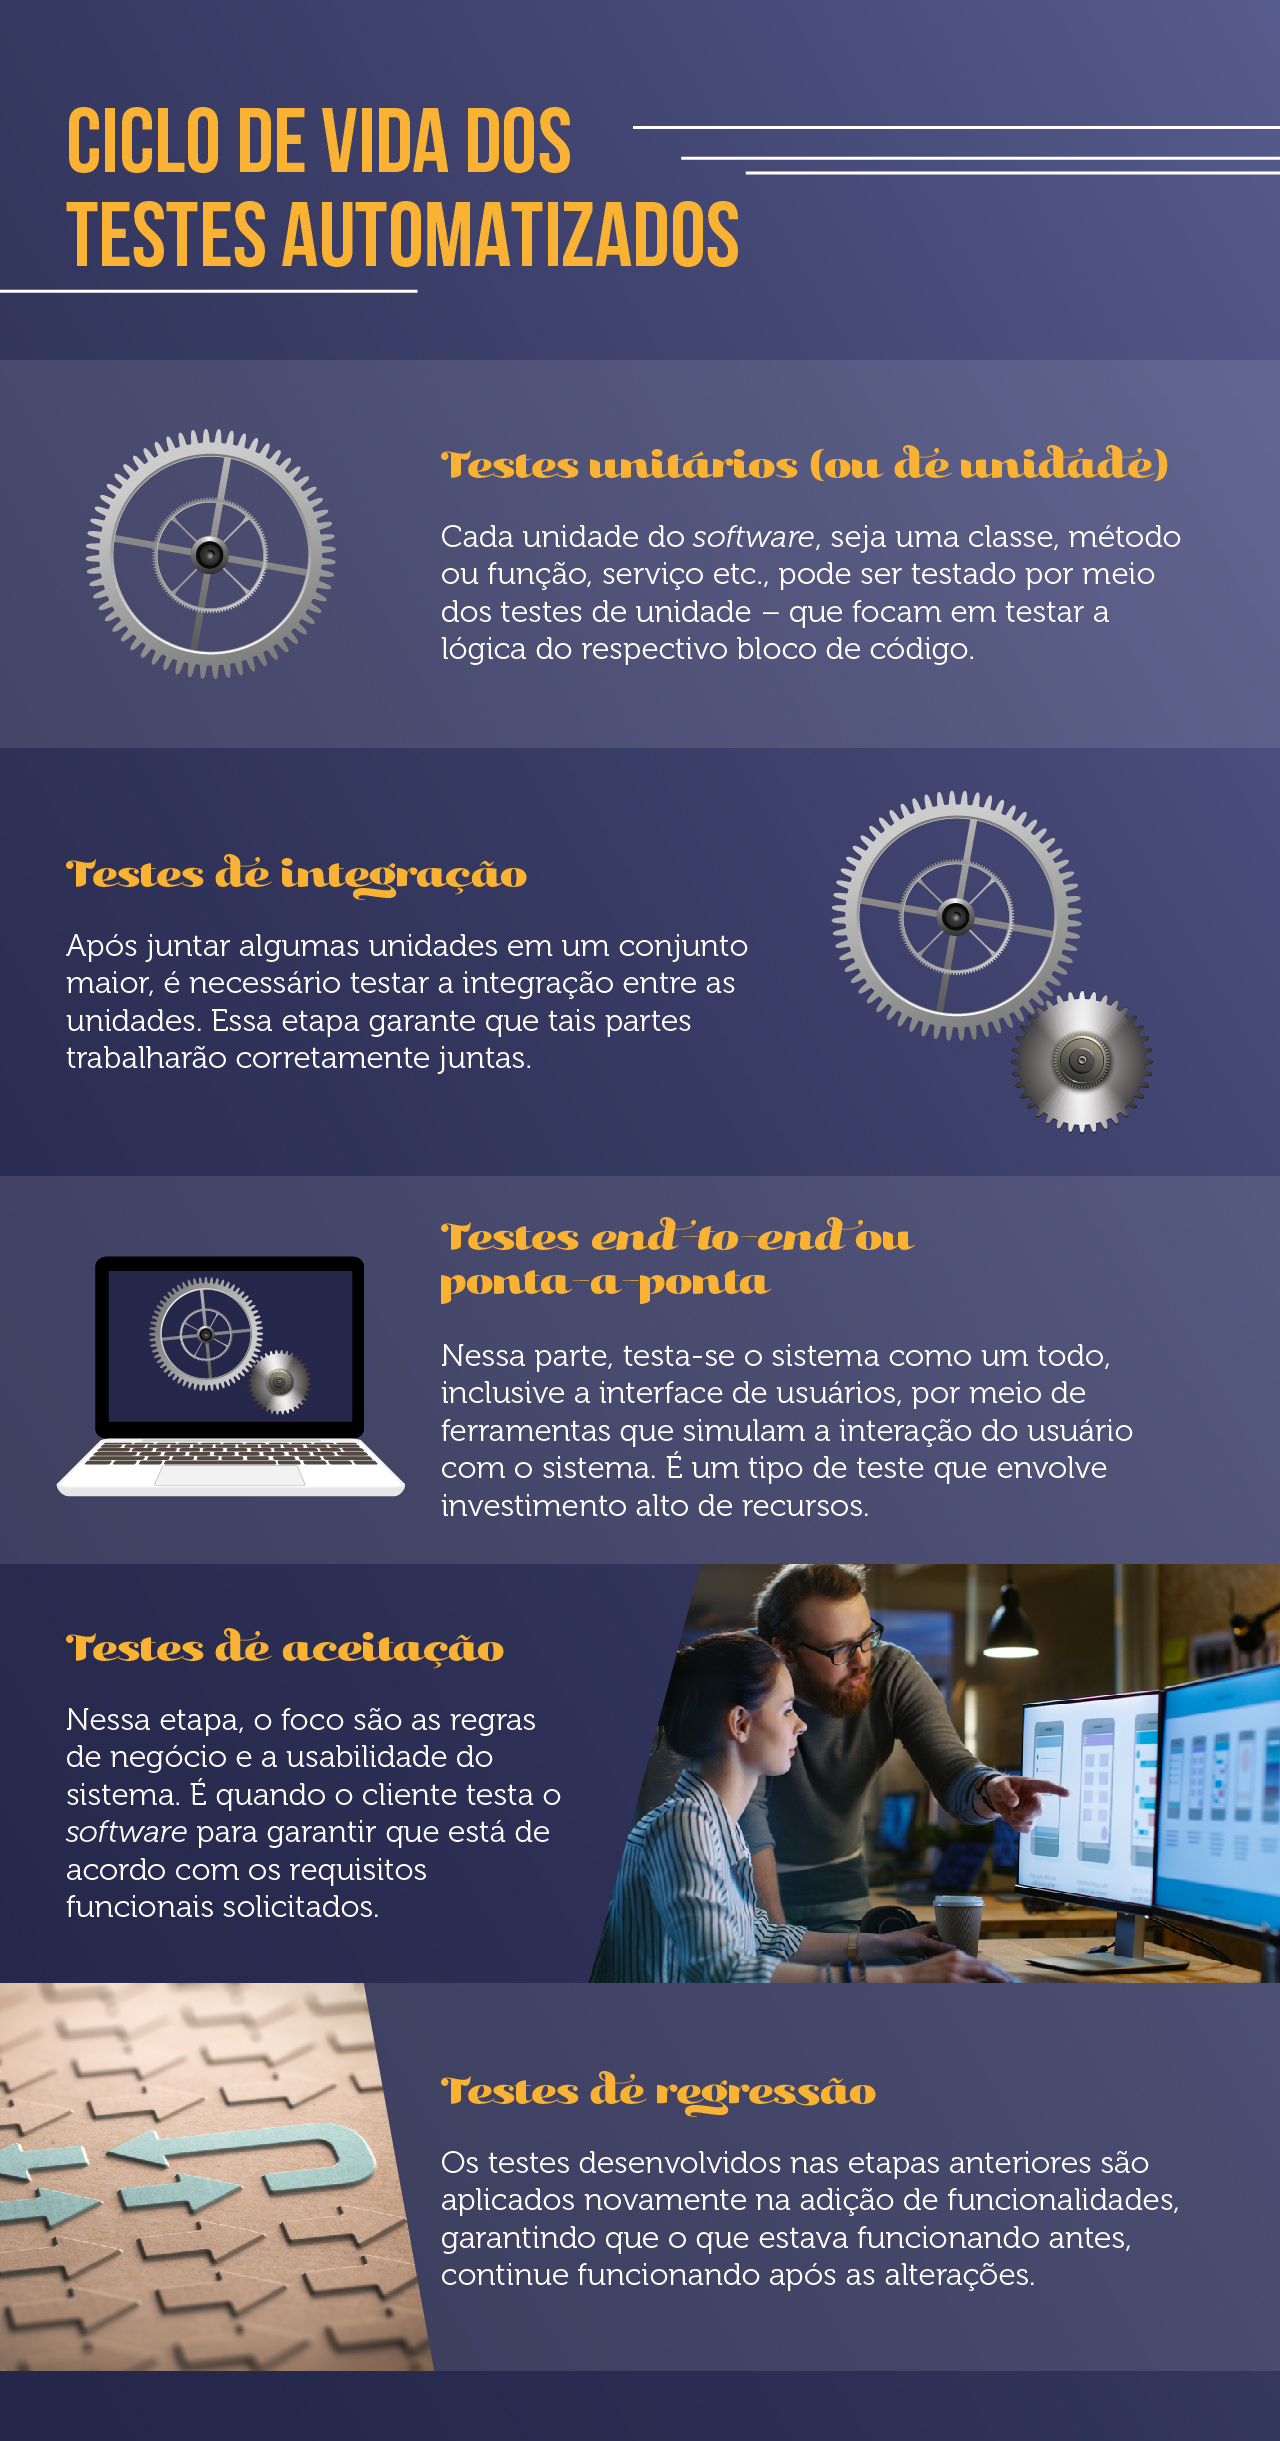 CICLO DE VIDA DOS
TESTES AUTOMATIZADOS
Testes unitários (ou de unidade)
Cada unidade do software, seja uma classe, método
ou função, serviço etc., pode ser testado por meio
dos testes de unidade – que focam em testar a
lógica do respectivo bloco de código.
Testes de integração
Após juntar algumas unidades em um conjunto
maior, é necessário testar a integração entre as
unidades. Essa etapa garante que tais partes
trabalharão corretamente juntas.
Testes end-to-end ou
ponta-a-ponta
Nessa parte, testa-se o sistema como um todo,
inclusive a interface de usuários, por meio de
ferramentas que simulam a interação do usuário
com o sistema. É um tipo de teste que envolve
investimento alto de recursos.
Testes de aceitação
Nessa etapa, o foco são as regras
de negócio e a usabilidade do
sistema. É quando o cliente testa o
software para garantir que está de
acordo com os requisitos
funcionais solicitados.
Testes de regressão
Os testes desenvolvidos nas etapas anteriores são
aplicados novamente na adição de funcionalidades,
garantindo que o que estava funcionando antes,
continue funcionando após as alterações.